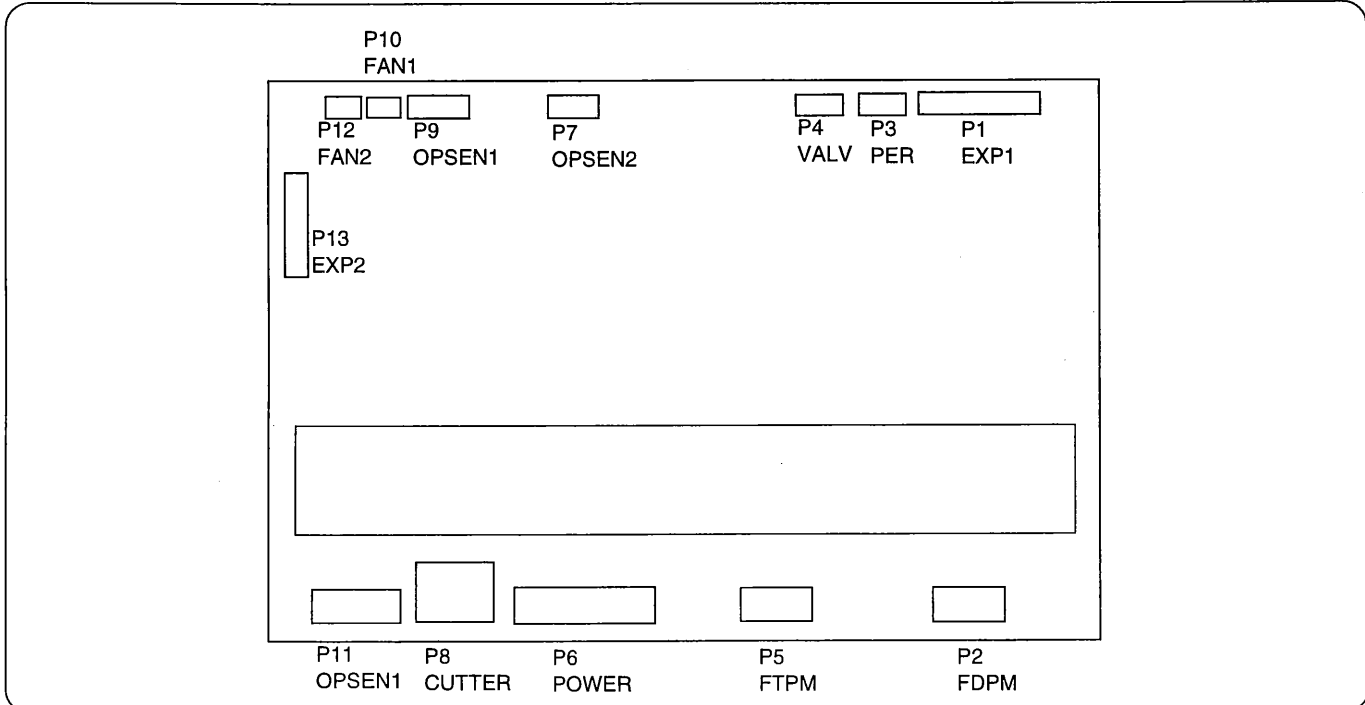 P10
FAN1
P12
FAN2
P9
OPSEN1
P7
OPSEN2
P4
VALV
P3
PER
P1
EXP1
P13
EXP2
P11
OPSEN1
P8
CUTTER
P6
POWER
P5
FTPM
P2
FDPM